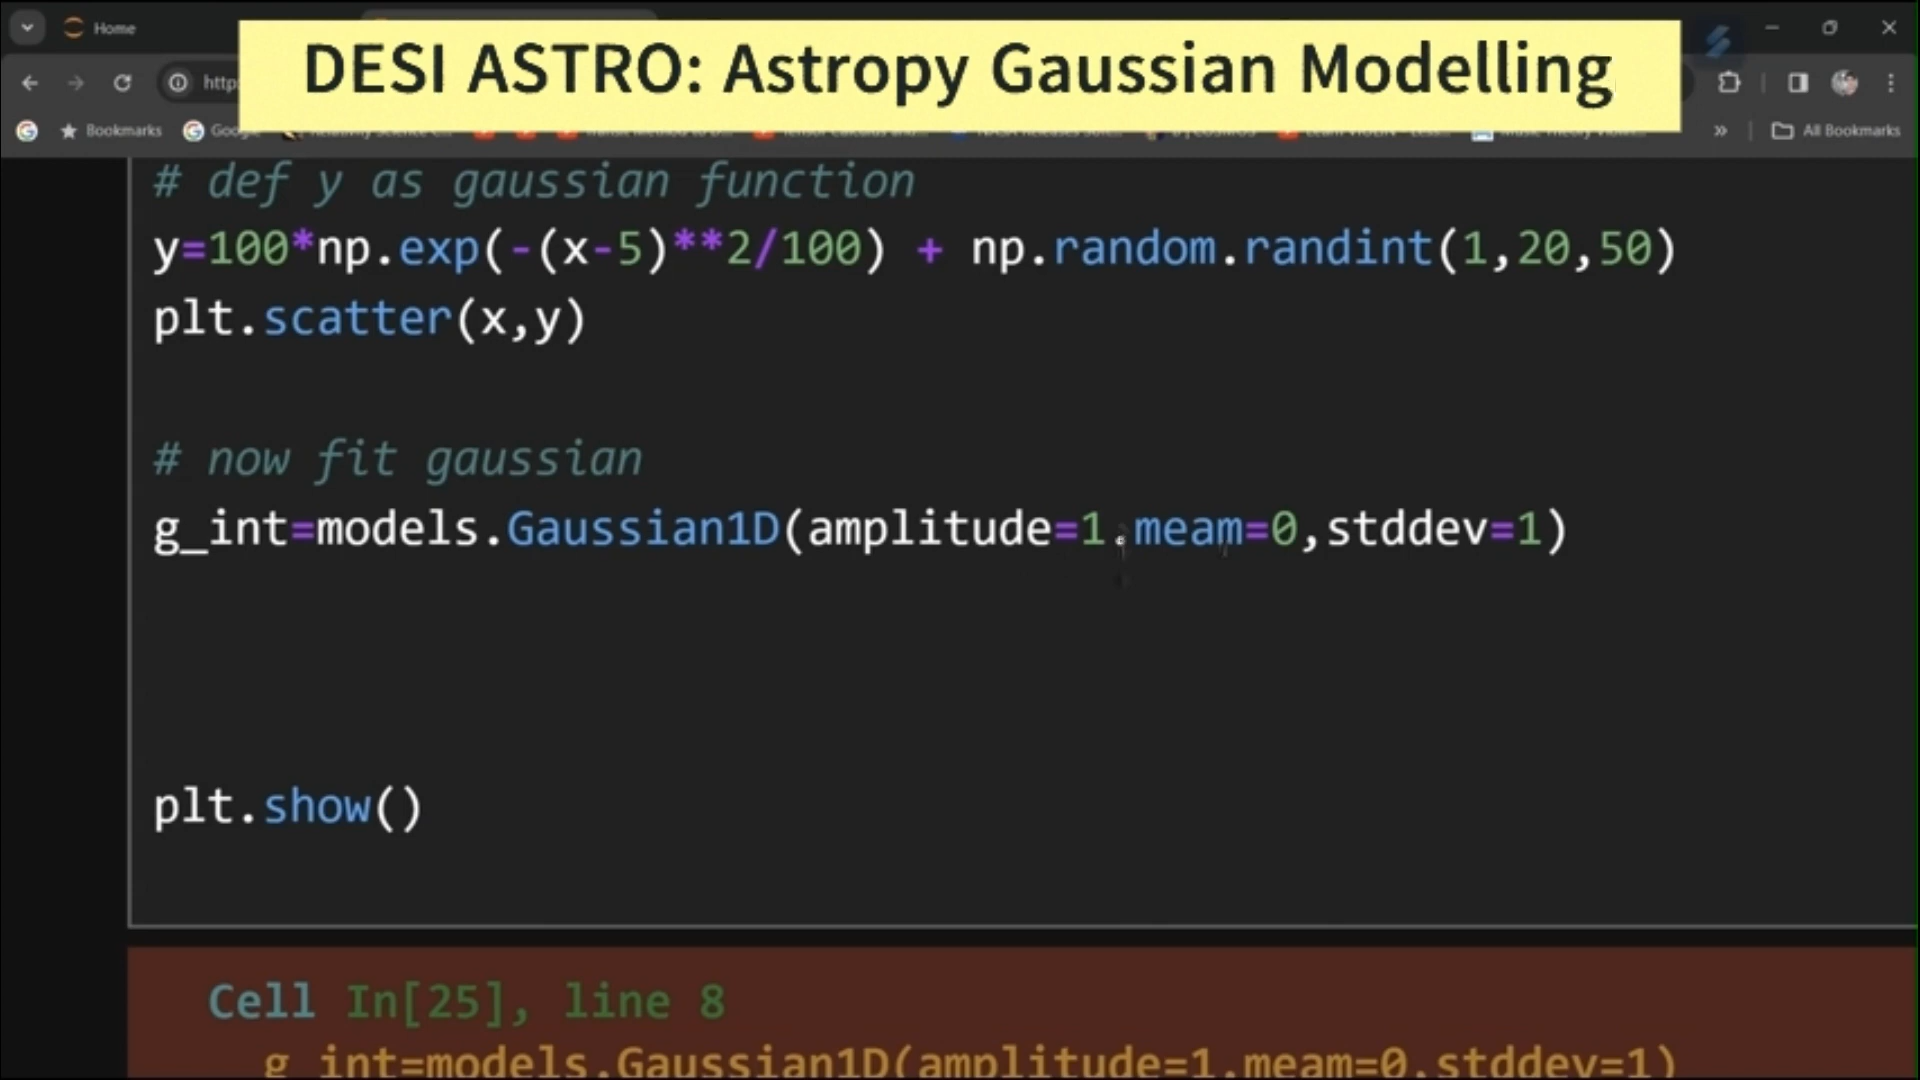 Home
DESI ASTRO: Astropy Gaussian Modelling
http
Bookmarks
All Bookmarks
# def y as gaussian function
y=100*np.exp(-(x-5)**2/100) + np.random.randint(1,20,50)
plt.scatter(x,y)
# now fit gaussian
g_int=models.Gaussian1D(amplitude=1.meam=0,stddev=1)
plt.show()
Cell In[25], line 8
g_int=models.Gaussian1D(amplitude=1.meam=0,stddev=1)